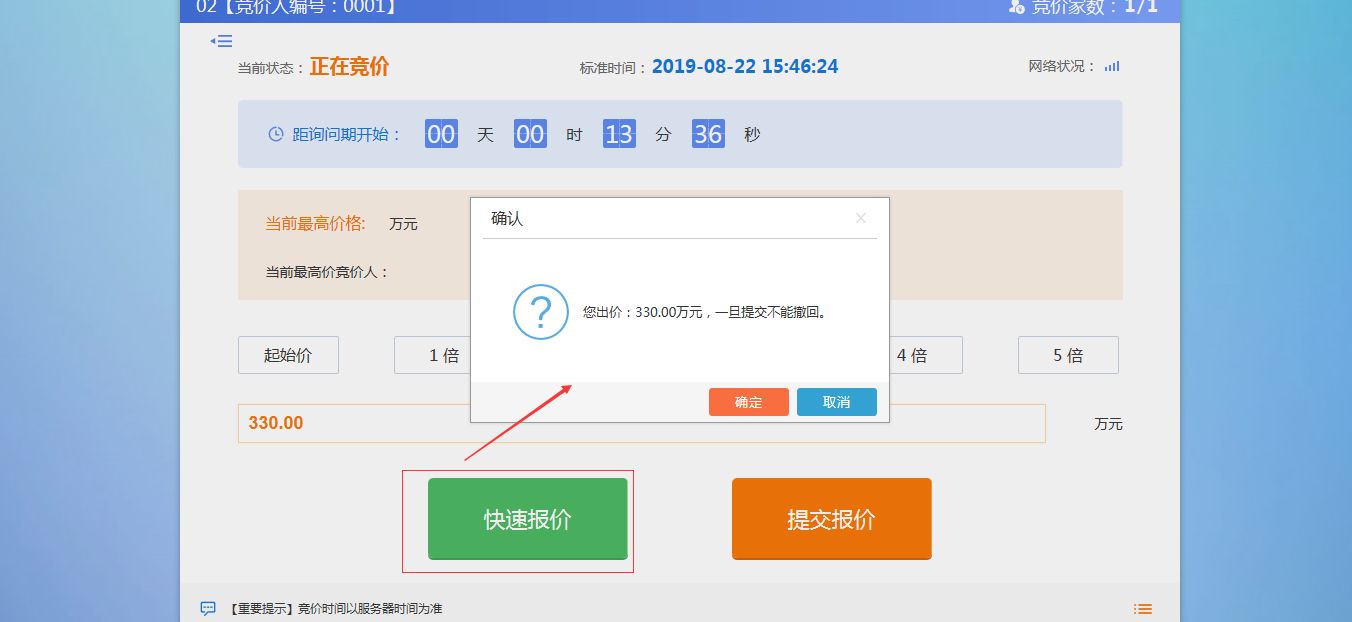 02【竞价人编号：0001】 竞价家数：1/1
当前状态：正在竞价 标准时间：2019-08-22 15:46:24 网络状况：
距询问期开始： 00 天 00 时 13 分 36 秒
确认
当前最高价格: 万元
当前最高价竞价人：
?
您出价：330.00万元，一旦提交不能撤回。
起始价 1 倍 4 倍 5 倍
确定 取消
330.00 万元
快速报价 提交报价
【重要提示】竞价时间以服务器时间为准